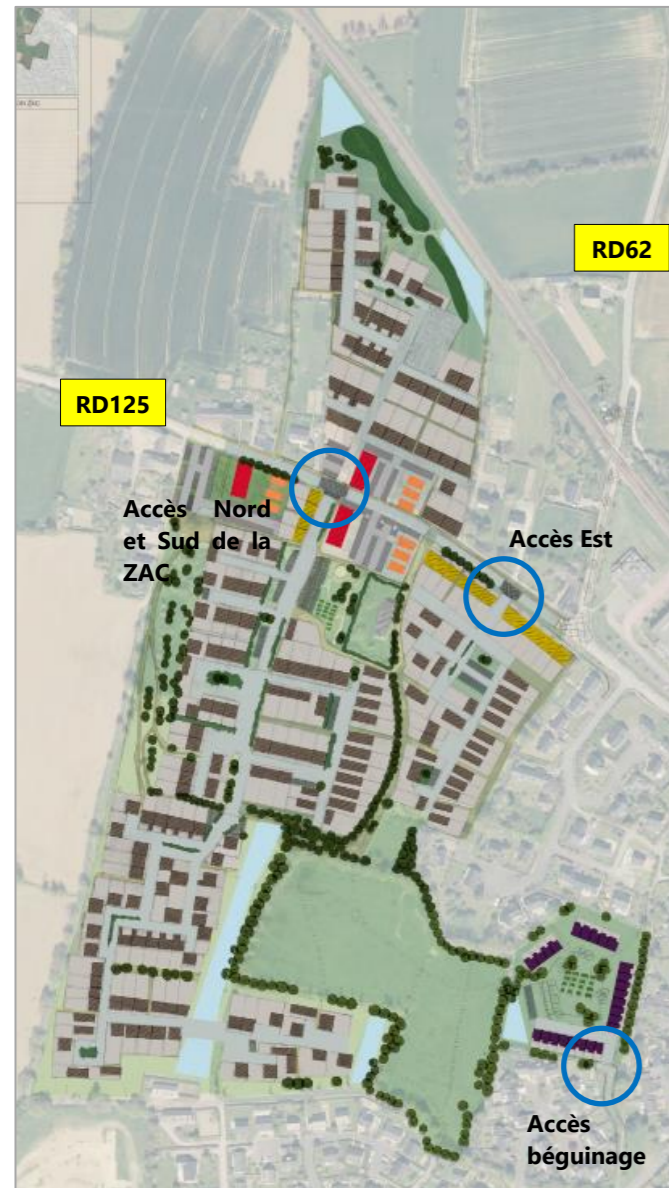 RD62
RD125
Accès Nord
et Sud de la
ZAC
Accès Est
Accès
béguinage